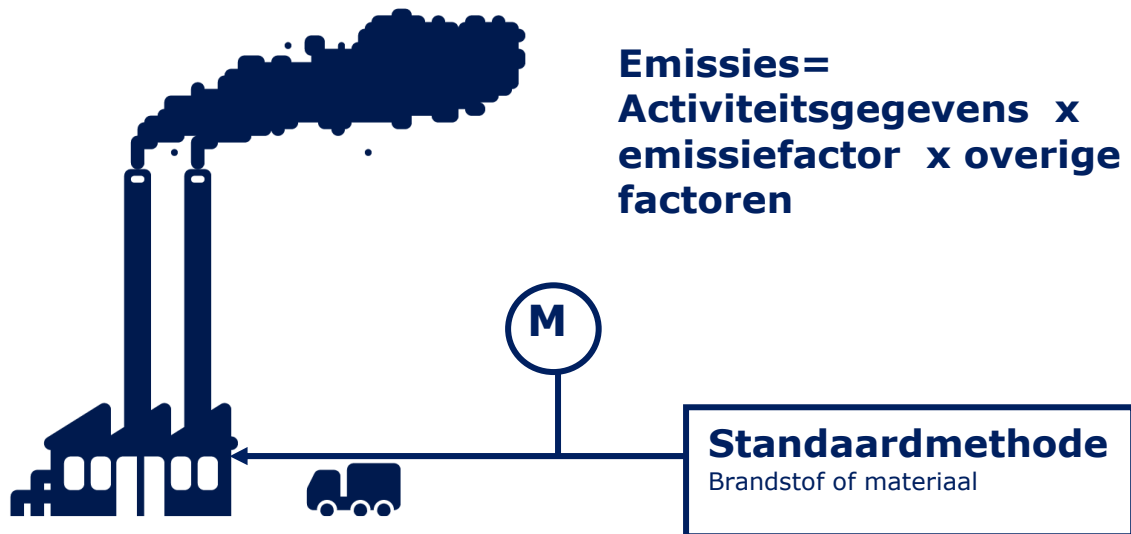 Emissies=
Activiteitsgegevens x
emissiefactor x overige
factoren
M
Standaardmethode
Brandstof of materiaal